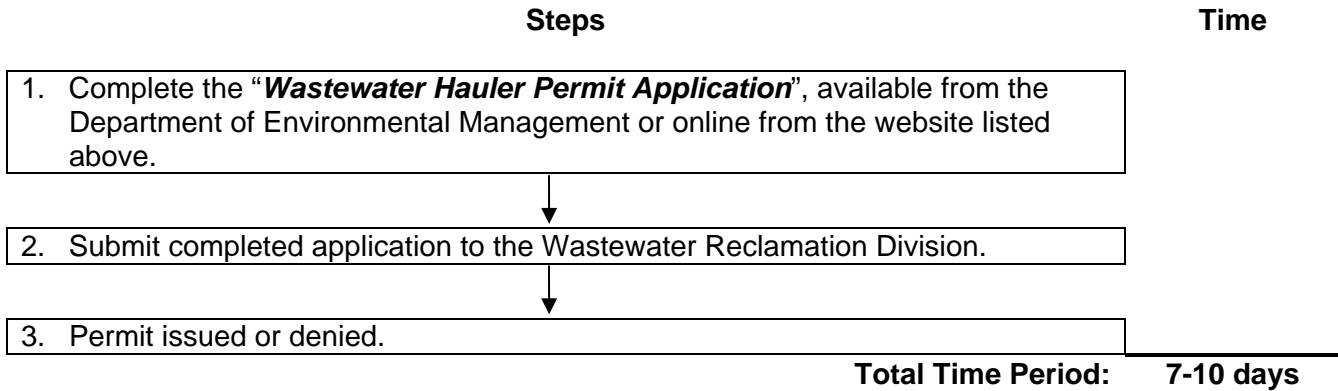 Steps Time
1. Complete the “Wastewater Hauler Permit Application”, available from the
Department of Environmental Management or online from the website listed
above.
2. Submit completed application to the Wastewater Reclamation Division.
3. Permit issued or denied.
Total Time Period: 7-10 days